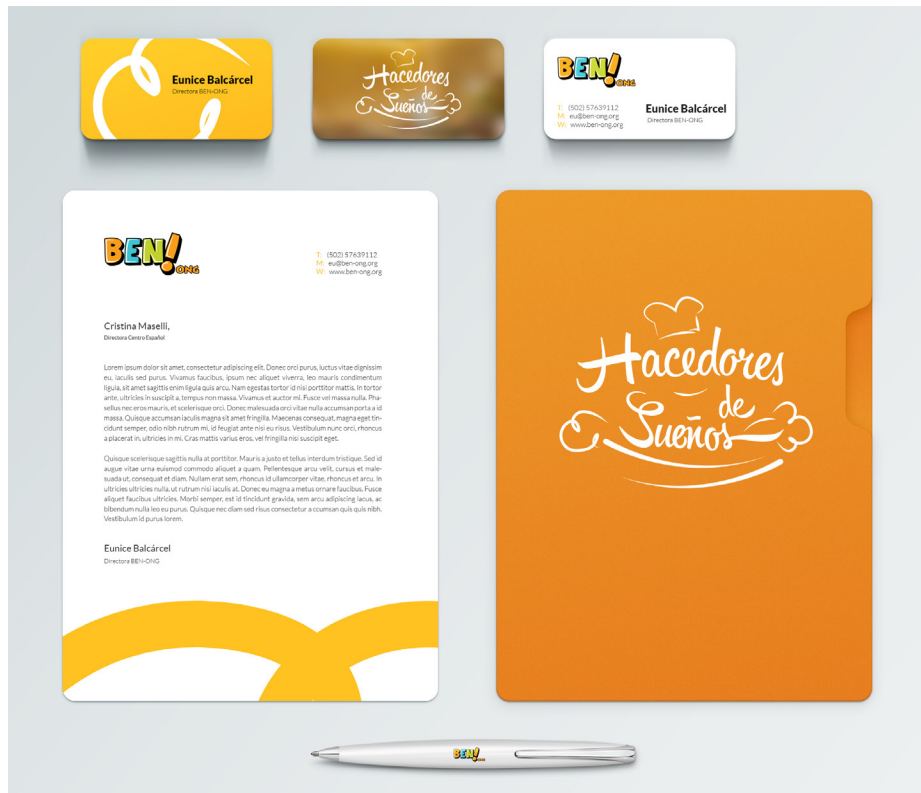 Eunice Balcárcel
Directora BEN-ONG
Hacedores
de
Sueños
BEN!
ONG
T: (502) 57639112
M: eu@ben-ong.org
W: www.ben-ong.org
Eunice Balcárcel
Directora BEN-ONG
BEN!
ONG
T: (502) 57639112
M: eu@ben-ong.org
W: www.ben-ong.org
Cristina Maselli,
Directora Centro Español
Lorem ipsum dolor sit amet, consectetur adipiscing elit. Donec orci purus, luctus vitae dignissim
eu, iaculis sed purus. Vivamus faucibus, ipsum nec aliquet viverra, leo mauris condimentum
ligula, sit amet sagittis enim ligula quis arcu. Nam egestas tortor id nisi porttitor mattis. In tortor
ante, ultricies in suscipit a, tempus non massa. Vivamus et auctor mi. Fusce vel massa nulla. Pha-
sellus nec eros mauris, et scelerisque orci. Donec malesuada orci vitae nulla accumsan porta a id
massa. Quisque accumsan iaculis magna sit amet fringilla. Maecenas consequat, magna eget tin-
cidunt semper, odio nibh rutrum mi, id feugiat ante nisi eu risus. Vestibulum nunc orci, rhoncus
a placerat in, ultricies in mi. Cras mattis varius eros, vel fringilla nisi suscipit eget.
Quisque scelerisque sagittis nulla at porttitor. Mauris a justo et tellus interdum tristique. Sed id
augue vitae urna euismod commodo aliquet a quam. Pellentesque arcu velit, cursus et male-
suada ut, consequat et diam. Nullam erat sem, rhoncus id ullamcorper vitae, rhoncus et arcu. In
ultricies ultricies nulla, ut rutrum nisi iaculis at. Donec eu magna a metus ornare faucibus. Fusce
aliquet faucibus ultricies. Morbi semper, est id tincidunt gravida, sem arcu adipiscing lacus, ac
bibendum nulla leo eu purus. Quisque nec diam sed risus consectetur a ccumsan quis quis nibh.
Vestibulum id purus lorem.
Eunice Balcárcel
Directora BEN-ONG
Hacedores
de
Sueños
BEN!